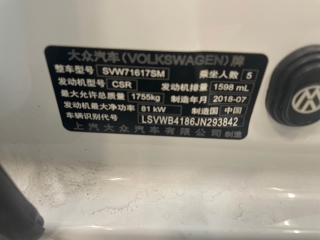 大众汽车(VOLKSWAGEN)牌
整车型号 SVW71617SM 乘坐人数 5
发动机型号 CSR 发动机排量 1598 mL
最大允许总质量 1755kg 制造年月 2018-07
发动机最大净功率 81 kW 制造国 中国
车辆识别代号 LSVWB4186JN293842
上汽大众汽车有限公司 制造